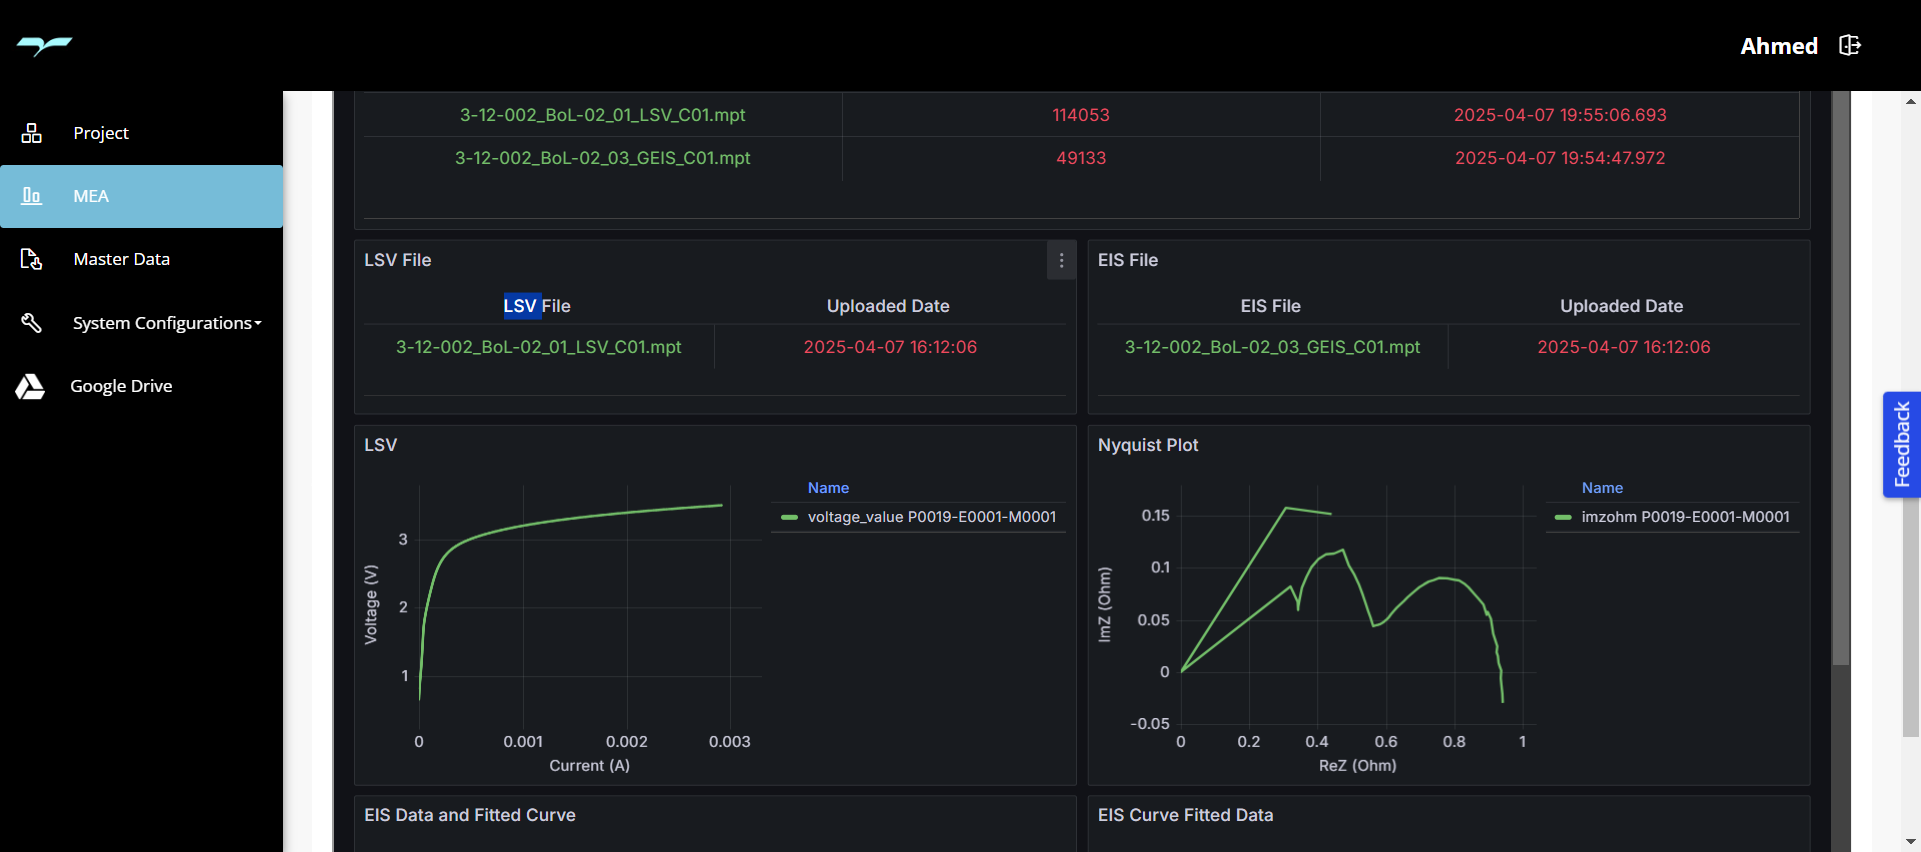 Ahmed
Project
MEA
Master Data
System Configurations
Google Drive
3-12-002_BoL-02_01_LSV_C01.mpt 114053 2025-04-07 19:55:06.693
3-12-002_BoL-02_03_GEIS_C01.mpt 49133 2025-04-07 19:54:47.972
LSV File
LSV File Uploaded Date
3-12-002_BoL-02_01_LSV_C01.mpt 2025-04-07 16:12:06
EIS File
EIS File Uploaded Date
3-12-002_BoL-02_03_GEIS_C01.mpt 2025-04-07 16:12:06
LSV
Name
voltage_value P0019-E0001-M0001
Voltage (V)
3
2
1
0 0.001 0.002 0.003
Current (A)
Nyquist Plot
Name
imzohm P0019-E0001-M0001
ImZ (Ohm)
0.15
0.1
0.05
0
-0.05
0 0.2 0.4 0.6 0.8 1
ReZ (Ohm)
EIS Data and Fitted Curve
EIS Curve Fitted Data
Feedback